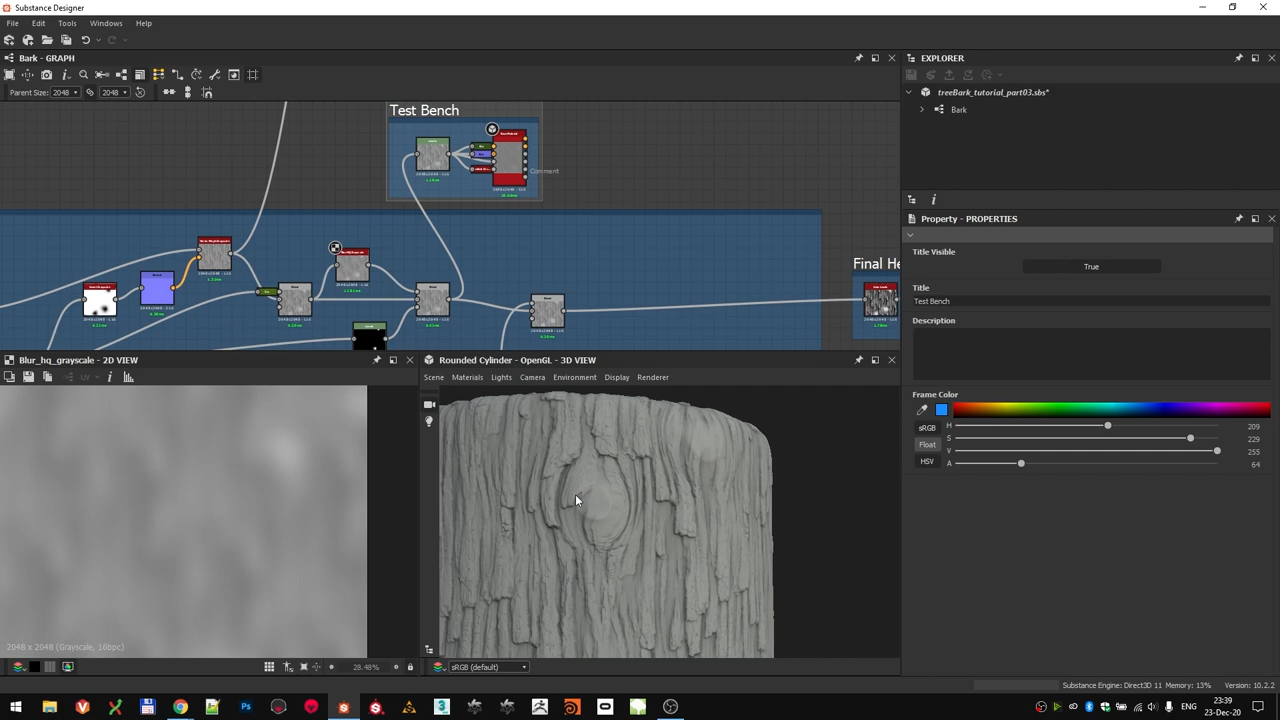 Substance Designer
File Edit Tools Windows Help
Bark - GRAPH
Parent Size: 2048 2048
Test Bench
Comment
Final He
EXPLORER
treeBark_tutorial_part03.sbs*
Bark
Property - PROPERTIES
Title Visible
True
Title
Test Bench
Description
Frame Color
sRGB
Float
HSV
H 209
S 229
V 255
A 64
Blur_hq_grayscale - 2D VIEW
UV
2048 x 2048 (Grayscale, 16bpc)
28.48%
Rounded Cylinder - OpenGL - 3D VIEW
Scene Materials Lights Camera Environment Display Renderer
sRGB (default)
Substance Engine: Direct3D 11 Memory: 13% Version: 10.2.2
Ps
23:39
23-Dec-20